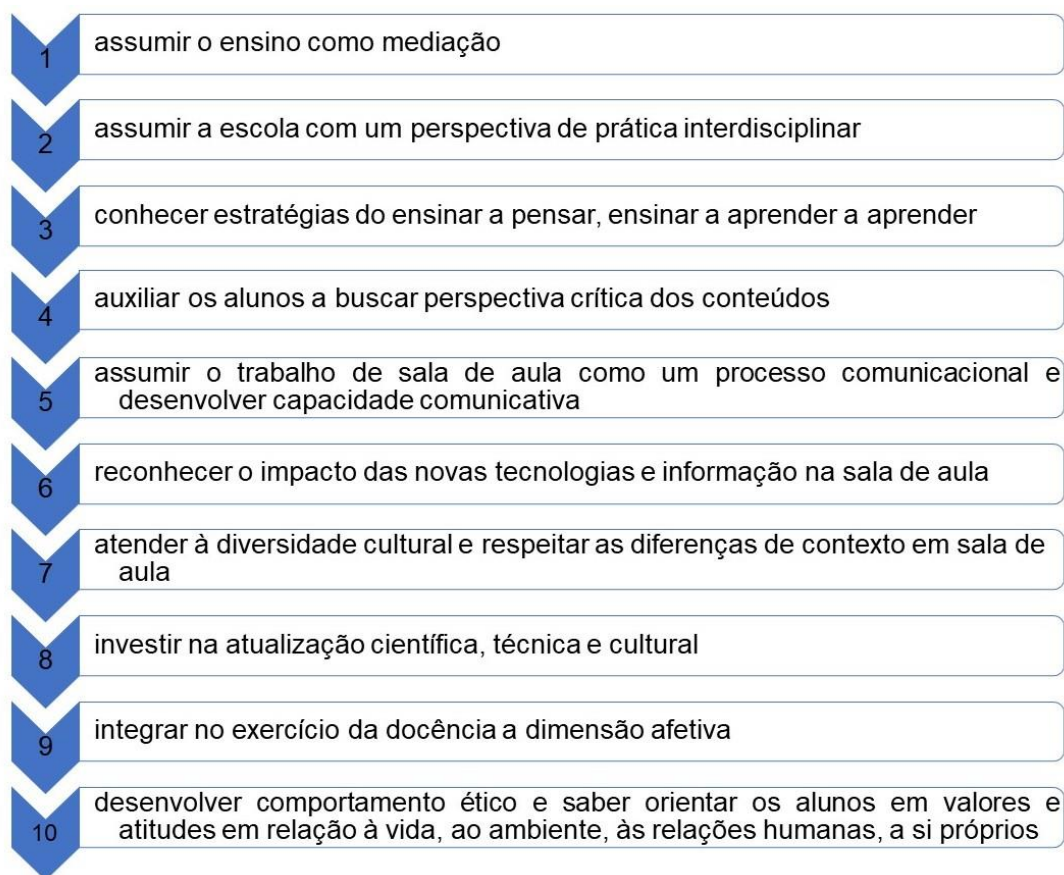 1
assumir o ensino como mediação
2
assumir a escola com um perspectiva de prática interdisciplinar
3
conhecer estratégias do ensinar a pensar, ensinar a aprender a aprender
4
auxiliar os alunos a buscar perspectiva crítica dos conteúdos
5
assumir o trabalho de sala de aula como um processo comunicacional e
desenvolver capacidade comunicativa
6
reconhecer o impacto das novas tecnologias e informação na sala de aula
7
atender à diversidade cultural e respeitar as diferenças de contexto em sala de
aula
8
investir na atualização científica, técnica e cultural
9
integrar no exercício da docência a dimensão afetiva
10
desenvolver comportamento ético e saber orientar os alunos em valores e
atitudes em relação à vida, ao ambiente, às relações humanas, a si próprios